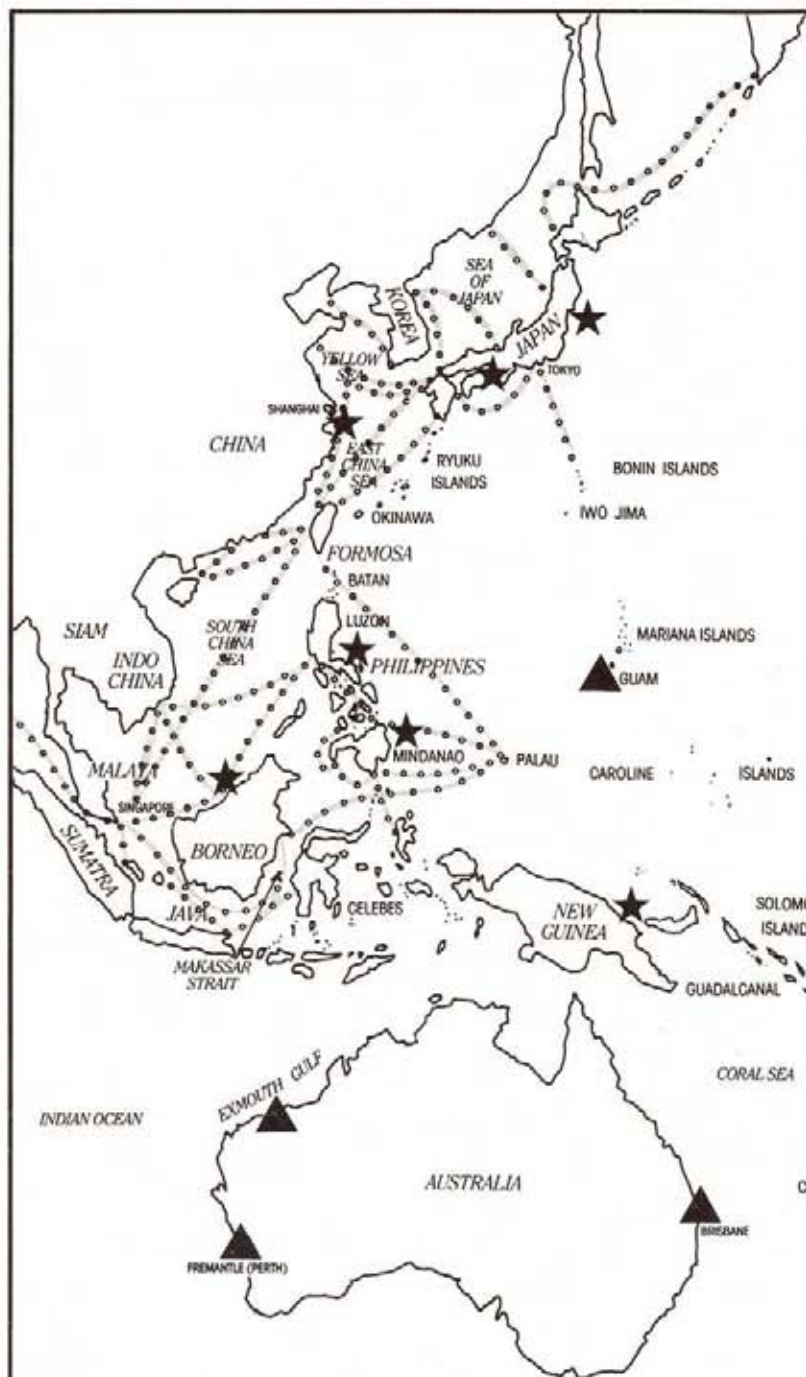 SEA
OF
JAPAN
KOREA
JAPAN
TOKYO
YELLOW
SEA
SHANGHAI
CHINA
EAST
CHINA
SEA
RYUKU
ISLANDS
BONIN ISLANDS
OKINAWA
IWO JIMA
FORMOSA
BATAN
SIAM
INDO
CHINA
SOUTH
CHINA
SEA
LUZON
PHILIPPINES
MARIANA ISLANDS
GUAM
MINDANAO
PALAU
CAROLINE ISLANDS
MALAYA
SINGAPORE
SUMATRA
BORNEO
JAVA
CELEBES
NEW
GUINEA
SOLOMO
ISLAND
MAKASSAR
STRAIT
GUADALCANAL
CORAL SEA
EXMOUTH GULF
INDIAN OCEAN
AUSTRALIA
C
BRISBANE
FREMANTLE (PERTH)